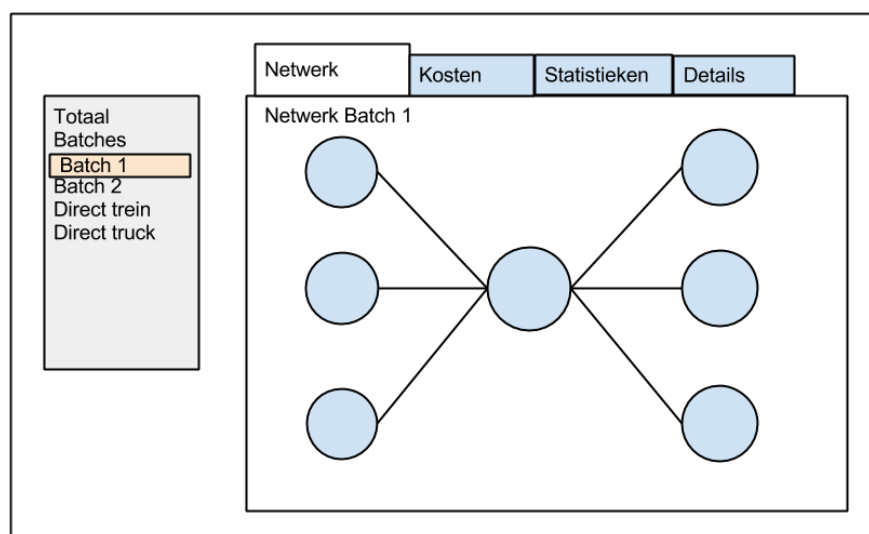 Netwerk
Kosten
Statistieken
Details
Totaal
Batches
Batch 1
Batch 2
Direct trein
Direct truck
Netwerk Batch 1